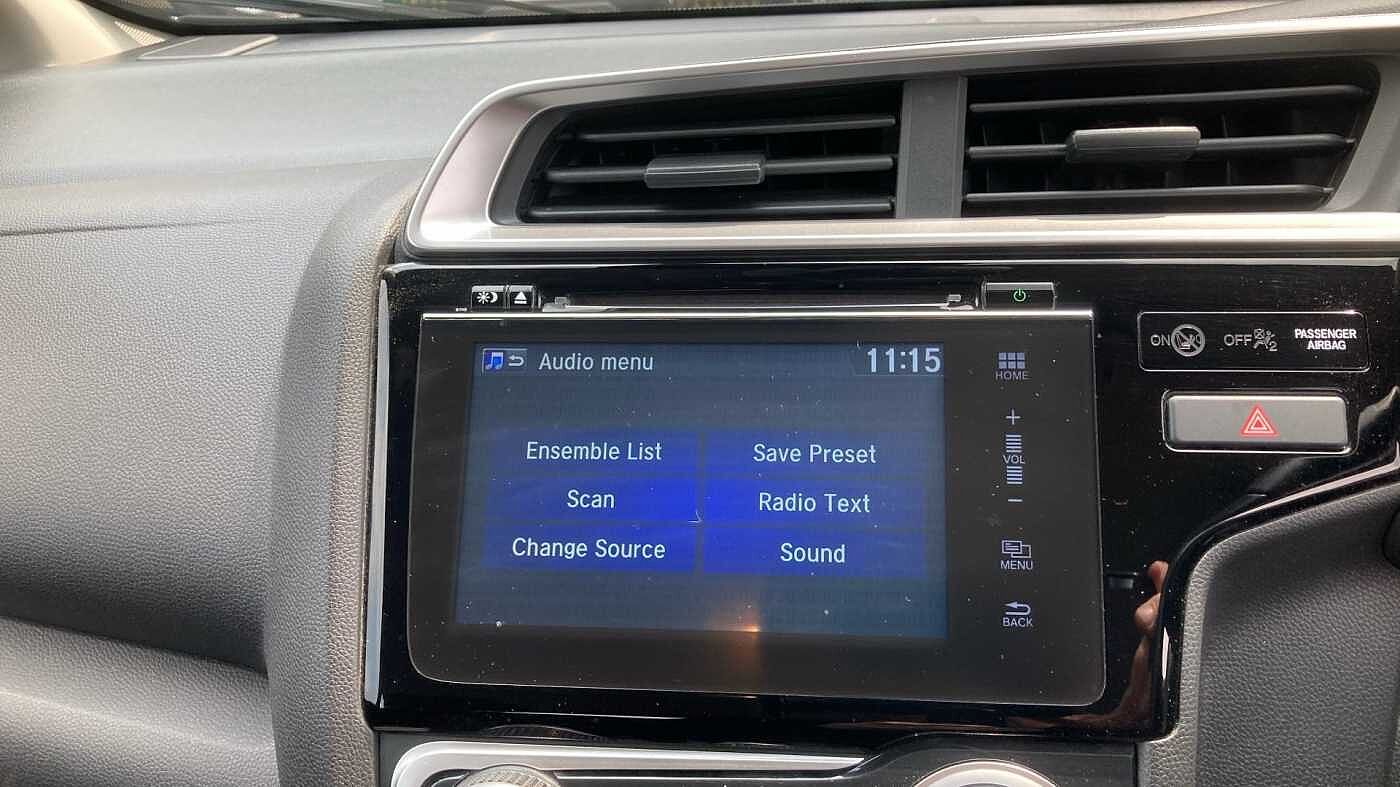 Audio menu
11:15
Ensemble List
Save Preset
Scan
Radio Text
Change Source
Sound
HOME
+
VOL
−
MENU
BACK
ON
OFF
2
PASSENGER
AIRBAG